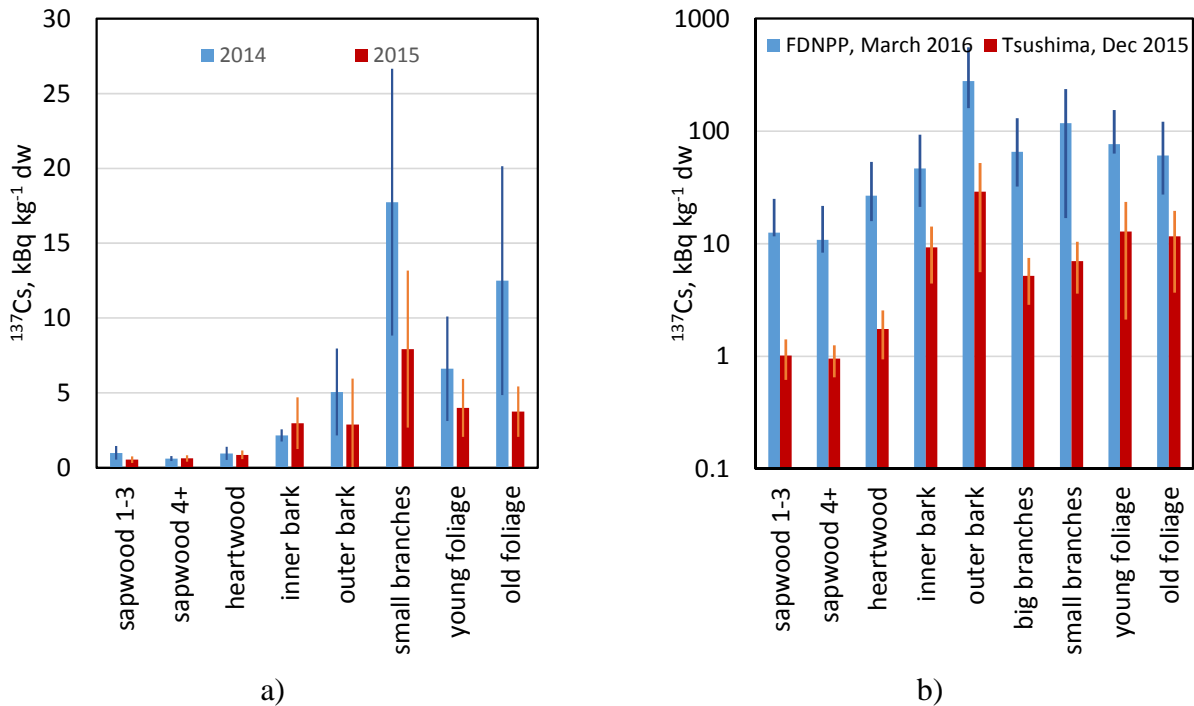 30
25
20
15
10
5
0
¹³⁷Cs, kBq kg⁻¹ dw
2014 2015
sapwood 1-3
sapwood 4+
heartwood
inner bark
outer bark
small branches
young foliage
old foliage
a)
1000
100
10
1
0.1
¹³⁷Cs, kBq kg⁻¹ dw
FDNPP, March 2016 Tsushima, Dec 2015
sapwood 1-3
sapwood 4+
heartwood
inner bark
outer bark
big branches
small branches
young foliage
old foliage
b)